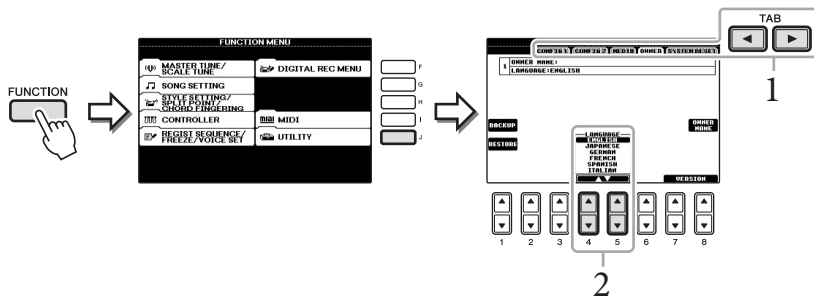 FUNCTION
FUNCTION MENU
MASTER TUNE/
SCALE TUNE
SONG SETTING
STYLE SETTING/
SPLIT POINT/
CHORD FINGERING
CONTROLLER
REGIST SEQUENCE/
FREEZE/VOICE SET
DIGITAL REC MENU
MIDI
MIDI
UTILITY
F
G
H
I
J
TAB
1
CONFIG 1
CONFIG 2
MEDIA
OWNER
SYSTEM RESET
1
OWNER NAME:
LANGUAGE:ENGLISH
BACKUP
RESTORE
OWNER
NAME
LANGUAGE
ENGLISH
JAPANESE
GERMAN
FRENCH
SPANISH
ITALIAN
VERSION
1 2 3 4 5 6 7 8
2